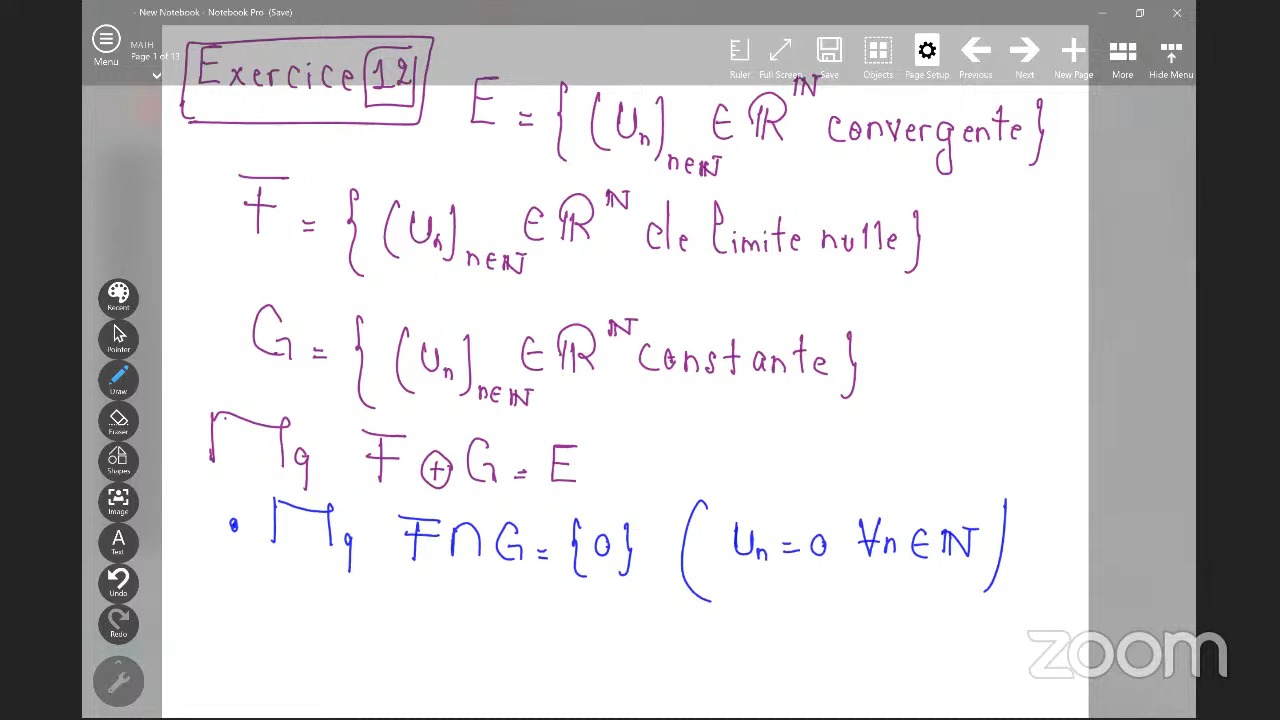 - New Notebook - Notebook Pro (Save)
Menu
MATH
Page 1 of 13
Ruler
Full Screen
Save
Objects
Page Setup
Previous
Next
New Page
More
Hide Menu
Exercice 12
E = { (Un)n∈ℕ ∈ ℝ^ℕ convergente }
F = { (Un)n∈ℕ ∈ ℝ^ℕ de limite nulle }
G = { (Un)n∈ℕ ∈ ℝ^ℕ constante }
Mq F ⊕ G = E
• Mq F ∩ G = {0} ( Un = 0 ∀n ∈ ℕ )
Recent
Pointer
Draw
Eraser
Shapes
Image
Text
Undo
Redo
zoom